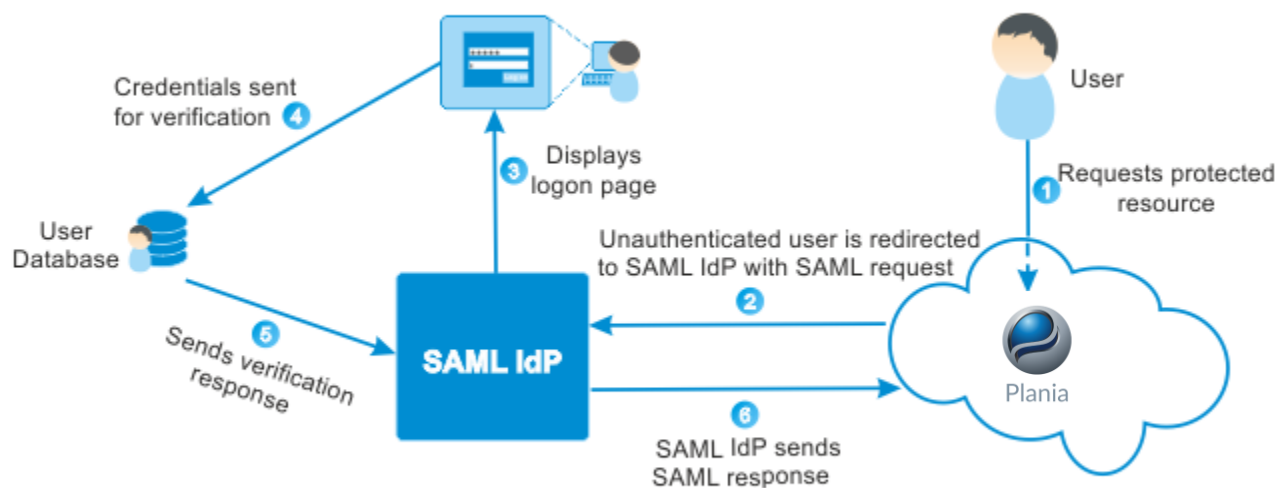 Credentials sent
for verification 4
User
3 Displays
logon page
1 Requests protected
resource
User
Database
Unauthenticated user is redirected
to SAML IdP with SAML request
2
5
Sends verification
response
SAML IdP
Plania
6
SAML IdP sends
SAML response